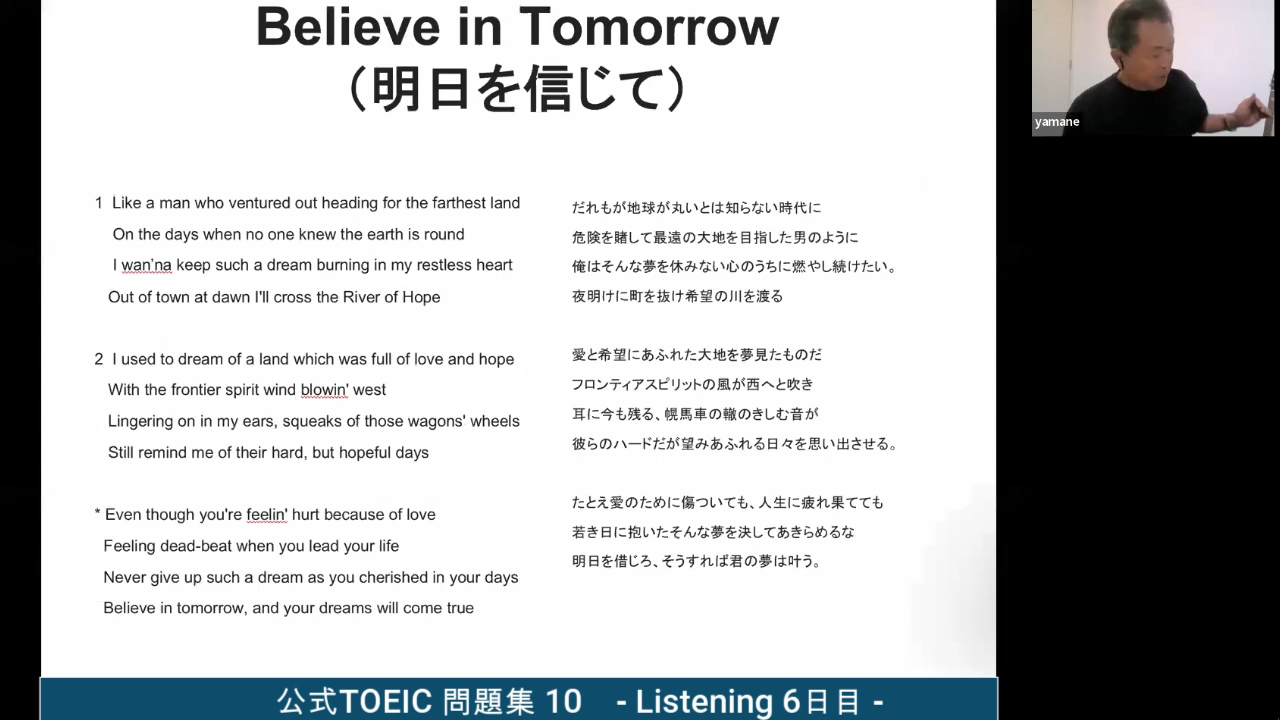 Believe in Tomorrow
（明日を信じて）
1 Like a man who ventured out heading for the farthest land
On the days when no one knew the earth is round
I wan'na keep such a dream burning in my restless heart
Out of town at dawn I'll cross the River of Hope
2 I used to dream of a land which was full of love and hope
With the frontier spirit wind blowin' west
Lingering on in my ears, squeaks of those wagons' wheels
Still remind me of their hard, but hopeful days
* Even though you're feelin' hurt because of love
Feeling dead-beat when you lead your life
Never give up such a dream as you cherished in your days
Believe in tomorrow, and your dreams will come true
だれもが地球が丸いとは知らない時代に
危険を賭して最遠の大地を目指した男のように
俺はそんな夢を休みない心のうちに燃やし続けたい。
夜明けに町を抜け希望の川を渡る
愛と希望にあふれた大地を夢見たものだ
フロンティアスピリットの風が西へと吹き
耳に今も残る、幌馬車の轍のきしむ音が
彼らのハードだが望みあふれる日々を思い出させる。
たとえ愛のために傷ついても、人生に疲れ果てても
若き日に抱いたそんな夢を決してあきらめるな
明日を借じろ、そうすれば君の夢は叶う。
yamane
公式TOEIC 問題集 10 - Listening 6日目 -